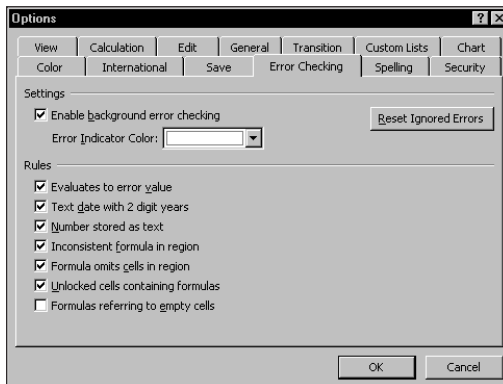 Options
View Calculation Edit General Transition Custom Lists Chart
Color International Save Error Checking Spelling Security
Settings
Enable background error checking
Reset Ignored Errors
Error Indicator Color:
Rules
Evaluates to error value
Text date with 2 digit years
Number stored as text
Inconsistent formula in region
Formula omits cells in region
Unlocked cells containing formulas
Formulas referring to empty cells
OK Cancel